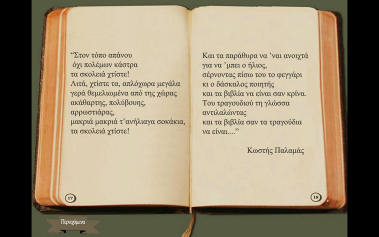 “Στον τόπο απάνου
όχι πολέμων κάστρα
τα σκολειά χτίστε!
Λιτά, χτίστε τα, απλόχωρα μεγάλα
γερά θεμελιωμένα από της χώρας
ακάθαρτης, πολύβουης,
αρρωστιάρας,
μακριά μακριά τ’ανήλιαγα σοκάκια,
τα σκολειά χτίστε!
17
Και τα παράθυρα να ’ναι ανοιχτά
για να ’μπει ο ήλιος,
σέρνοντας πίσω του το φεγγάρι
κι ο δάσκαλος ποιητής
και τα βιβλία να είναι σαν κρίνα.
Του τραγουδιού τη γλώσσα
αντιλαλώντας
και τα βιβλία σαν τα τραγούδια
να είναι....”
Κωστής Παλαμάς
18
Περιεχόμενα